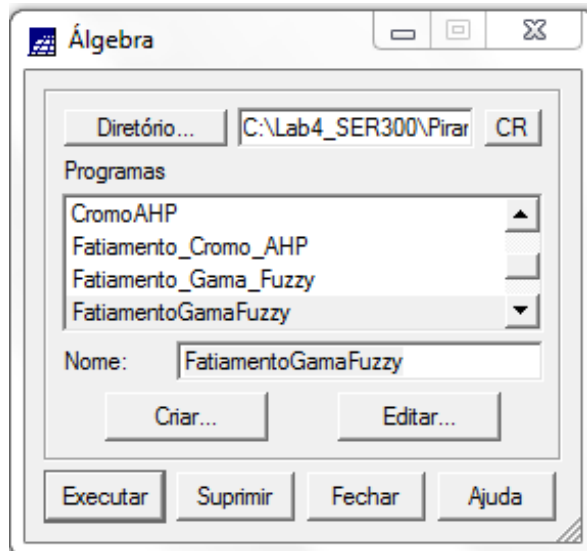 Álgebra
Diretório... C:\Lab4_SER300\Pirar CR
Programas
CromoAHP
Fatiamento_Cromo_AHP
Fatiamento_Gama_Fuzzy
FatiamentoGamaFuzzy
Nome: FatiamentoGamaFuzzy
Criar... Editar...
Executar Suprimir Fechar Ajuda